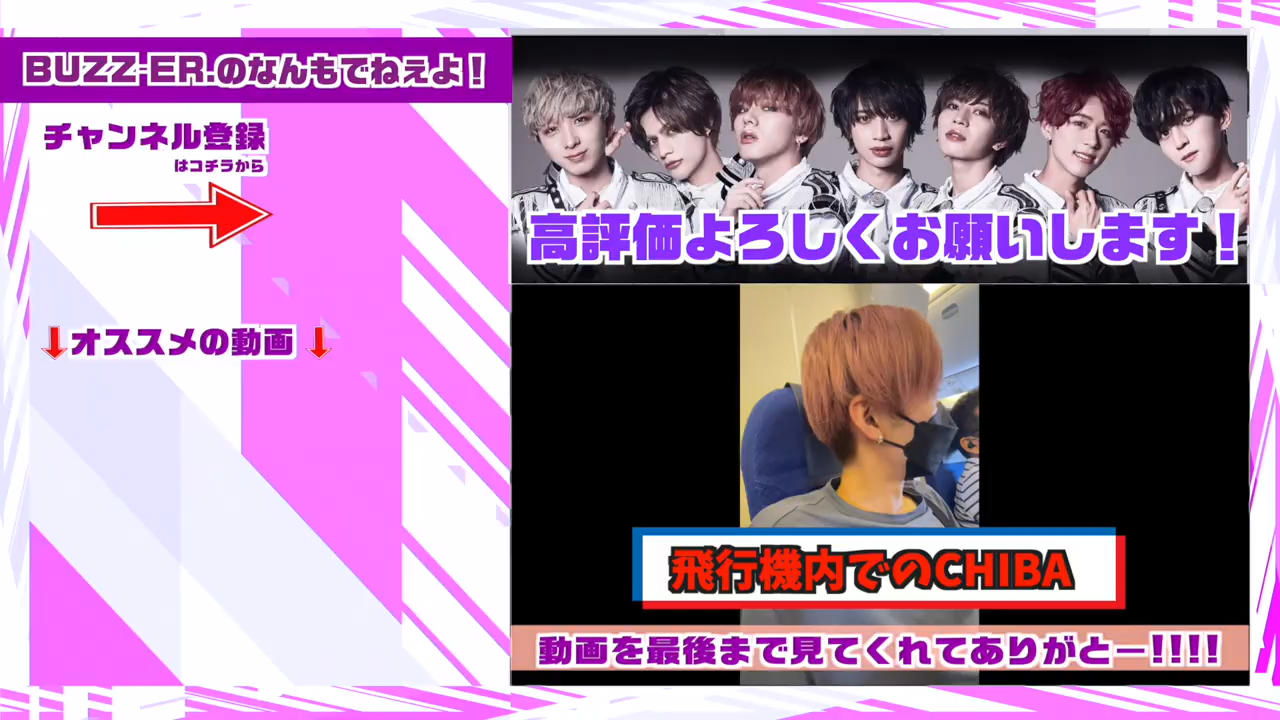 BUZZ-ER.のなんもでねぇよ！
チャンネル登録
はコチラから
高評価よろしくお願いします！
↓オススメの動画 ↓
飛行機内でのCHIBA
動画を最後まで見てくれてありがとー!!!!